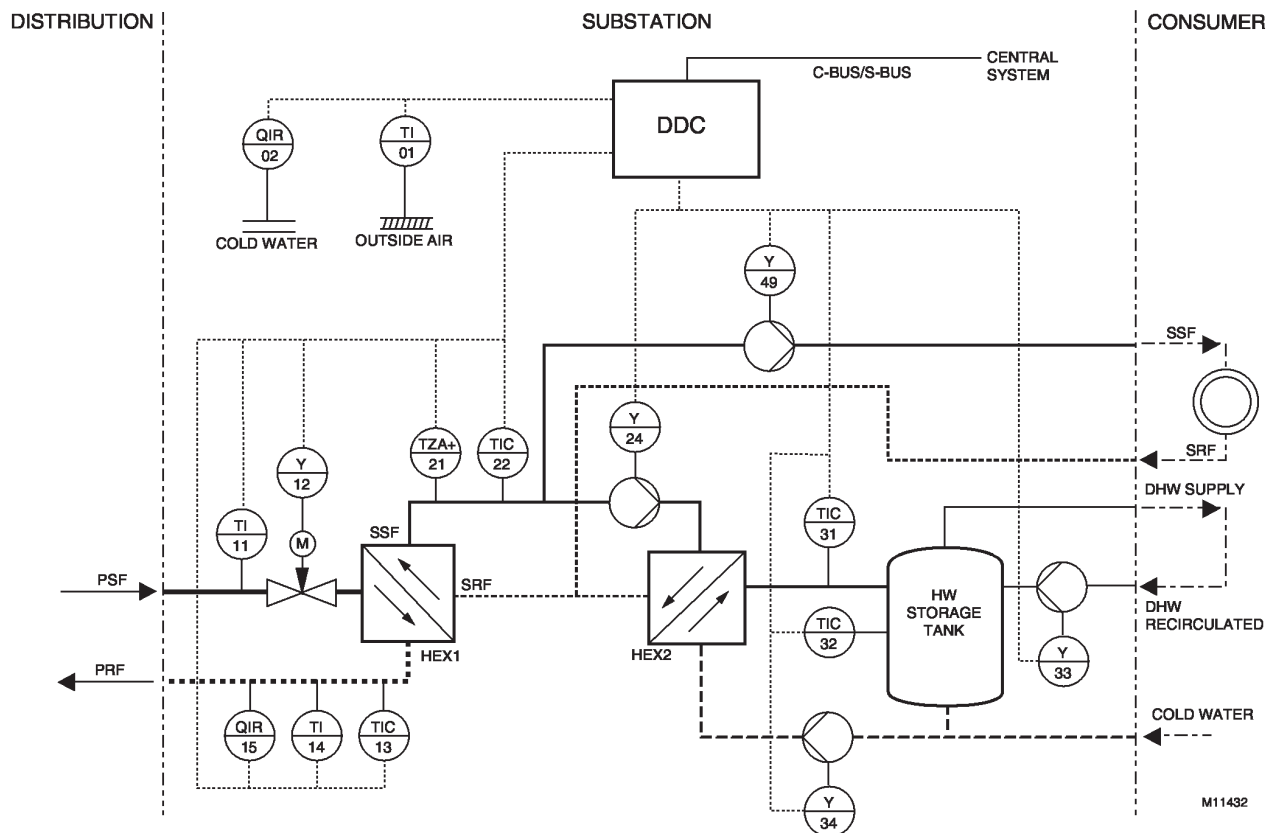 DISTRIBUTION
SUBSTATION
CONSUMER
C-BUS/S-BUS
CENTRAL
SYSTEM
DDC
QIR
02
TI
01
COLD WATER
OUTSIDE AIR
Y
49
SSF
TZA+
21
TIC
22
Y
24
Y
12
SRF
DHW SUPPLY
TI
11
M
SSF
TIC
31
PSF
SRF
HW
STORAGE
TANK
DHW
RECIRCULATED
TIC
32
HEX1
HEX2
Y
33
PRF
QIR
15
TI
14
TIC
13
COLD WATER
Y
34
M11432